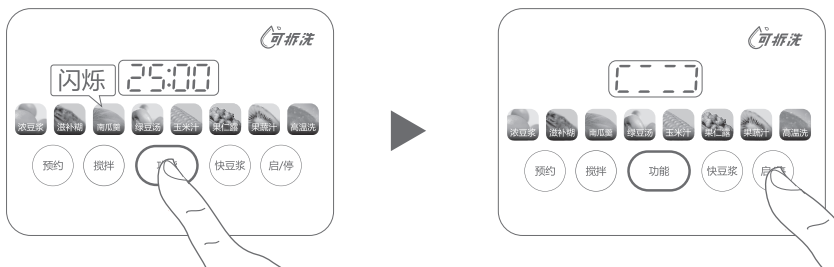 可拆洗
闪烁 25:00
浓豆浆 滋补糊 南瓜羹 绿豆汤 玉米汁 果仁露 果蔬汁 高温洗
预约 搅拌 功能 快豆浆 启/停
可拆洗
浓豆浆 滋补糊 南瓜羹 绿豆汤 玉米汁 果仁露 果蔬汁 高温洗
预约 搅拌 功能 快豆浆 启/停